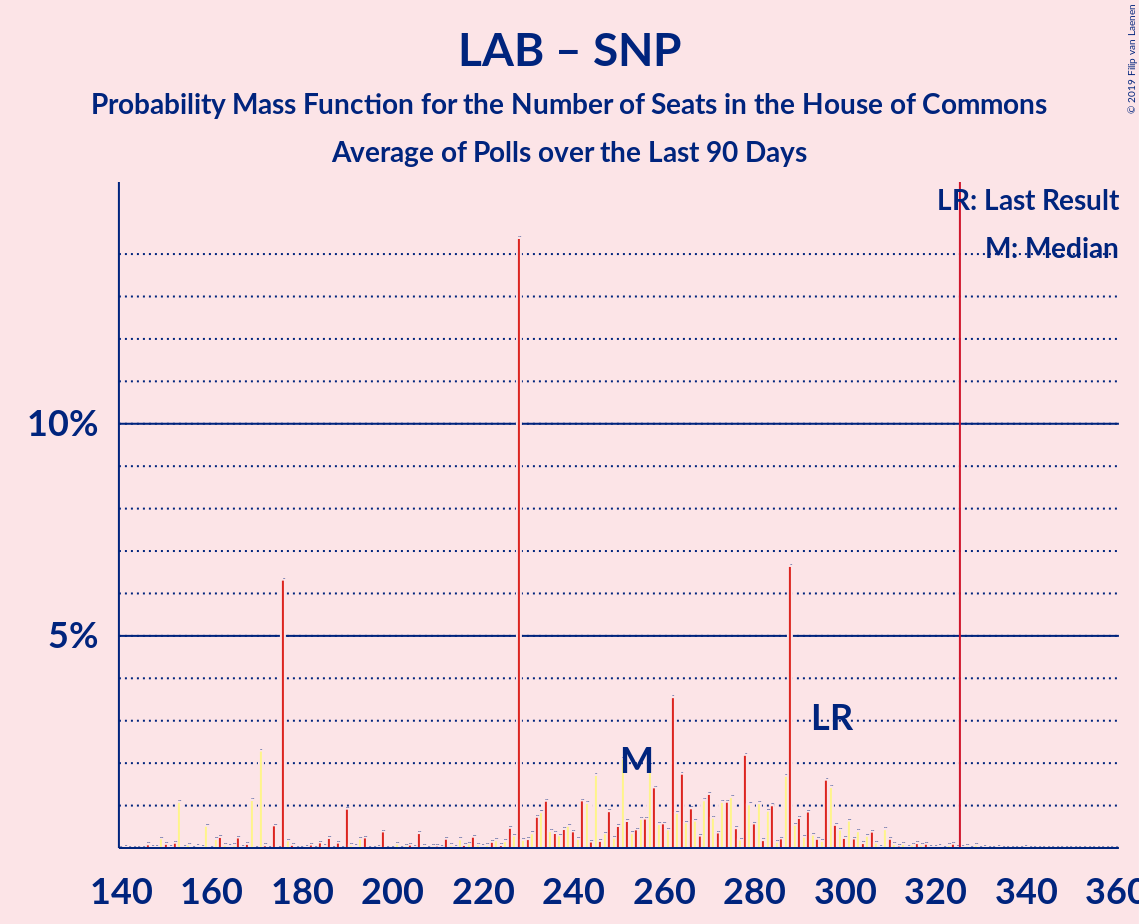 LAB – SNP
Probability Mass Function for the Number of Seats in the House of Commons
Average of Polls over the Last 90 Days
© 2019 Filip van Laenen
LR: Last Result
M: Median
10%
5%
LR
M
140 160 180 200 220 240 260 280 300 320 340 360